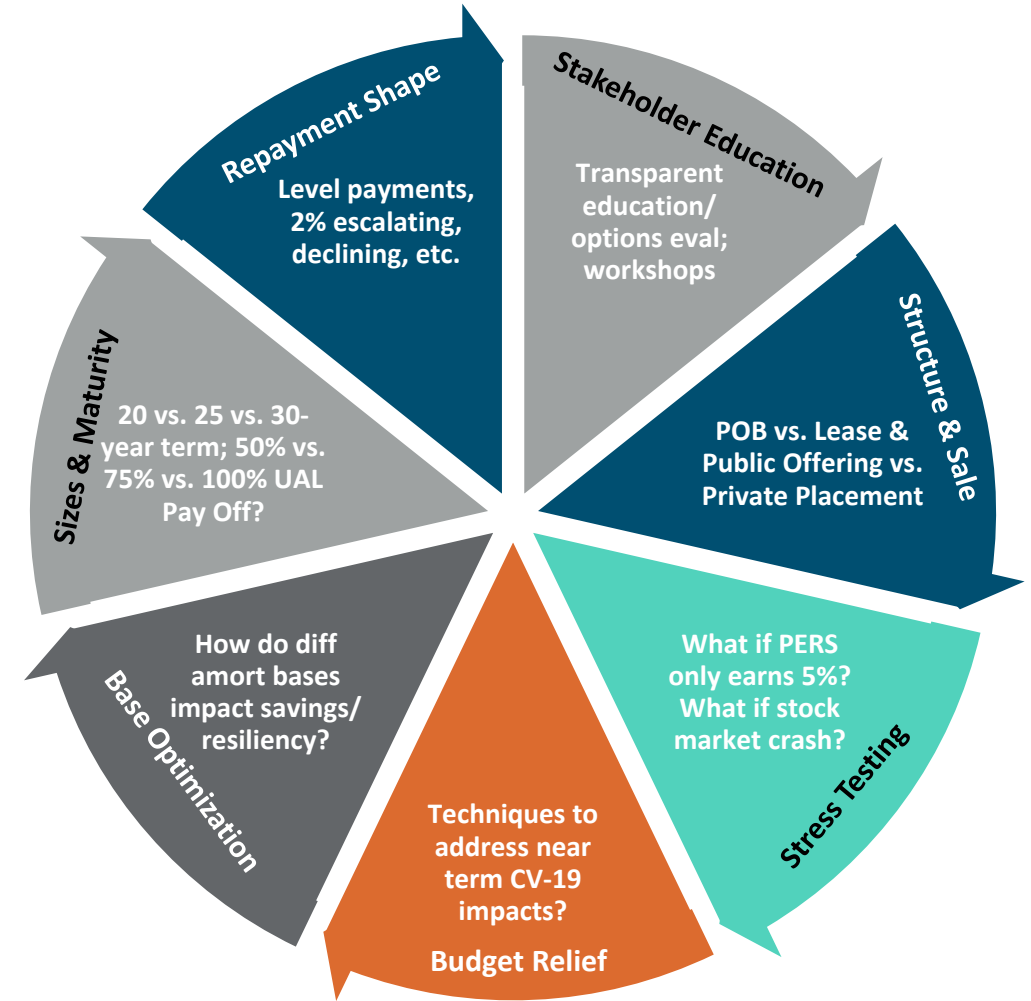 Stakeholder Education
Transparent
education/
options eval;
workshops
Structure & Sale
POB vs. Lease &
Public Offering vs.
Private Placement
Stress Testing
What if PERS
only earns 5%?
What if stock
market crash?
Budget Relief
Techniques to
address near
term CV-19
impacts?
Base Optimization
How do diff
amort bases
impact savings/
resiliency?
Sizes & Maturity
20 vs. 25 vs. 30-
year term; 50% vs.
75% vs. 100% UAL
Pay Off?
Repayment Shape
Level payments,
2% escalating,
declining, etc.